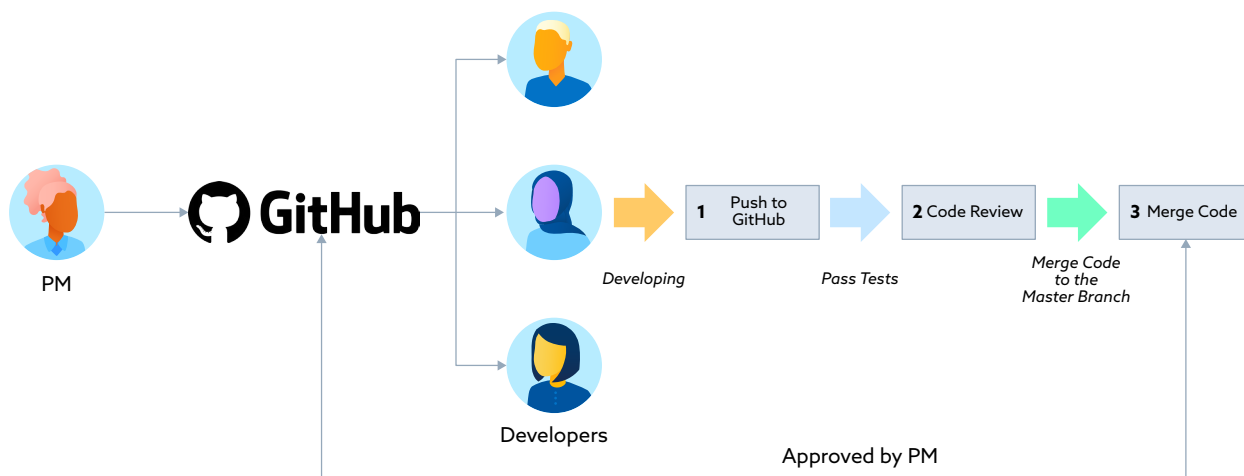 GitHub
PM
Developers
Developing
1 Push to
GitHub
Pass Tests
2 Code Review
Merge Code
to the
Master Branch
3 Merge Code
Approved by PM